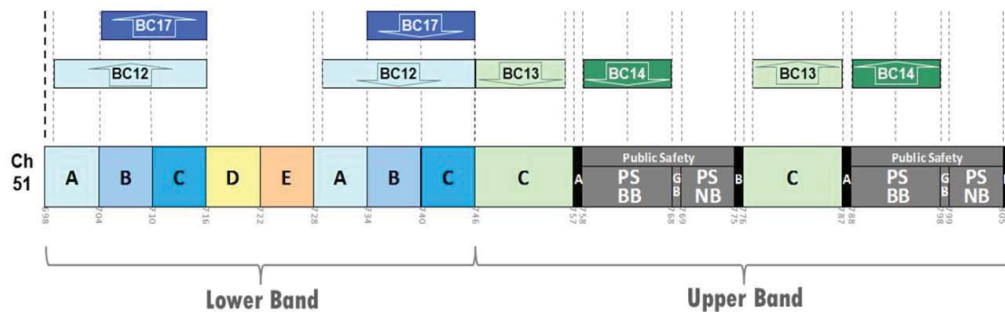 BC17 BC17
BC12 BC12 BC13 BC14 BC13 BC14
Ch
51
A B C D E A B C C A Public Safety B C A Public Safety
PS
BB
G
B
PS
NB
PS
BB
G
B
PS
NB
698 704 710 716 722 728 734 740 746 757 758 768 769 775 776 787 788 798 799 805
Lower Band Upper Band